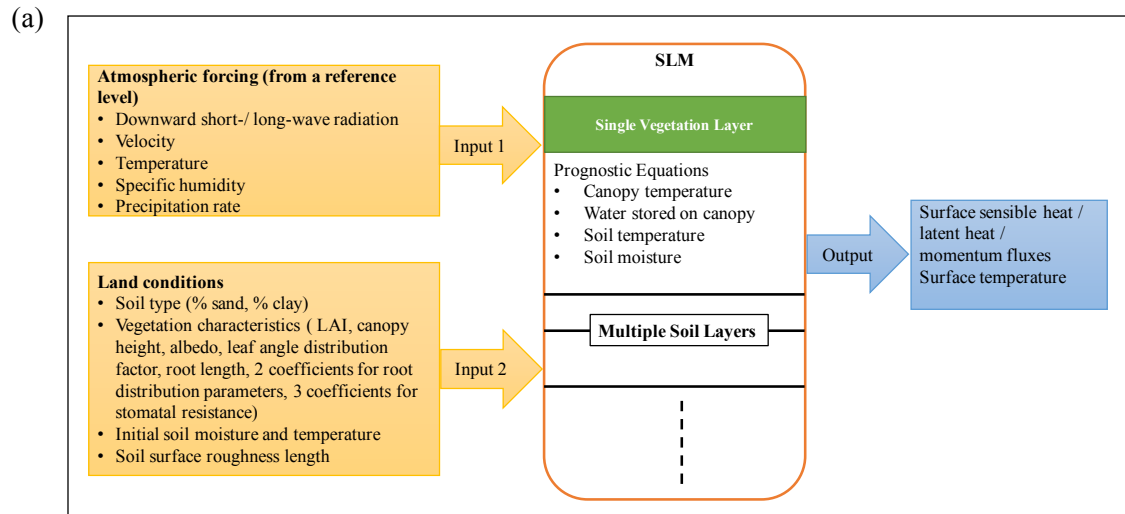 (a)
Atmospheric forcing (from a reference
level)
• Downward short-/ long-wave radiation
• Velocity
• Temperature
• Specific humidity
• Precipitation rate
Input 1
Land conditions
• Soil type (% sand, % clay)
• Vegetation characteristics ( LAI, canopy
height, albedo, leaf angle distribution
factor, root length, 2 coefficients for root
distribution parameters, 3 coefficients for
stomatal resistance)
• Initial soil moisture and temperature
• Soil surface roughness length
Input 2
SLM
Single Vegetation Layer
Prognostic Equations
• Canopy temperature
• Water stored on canopy
• Soil temperature
• Soil moisture
Multiple Soil Layers
Output
Surface sensible heat /
latent heat /
momentum fluxes
Surface temperature